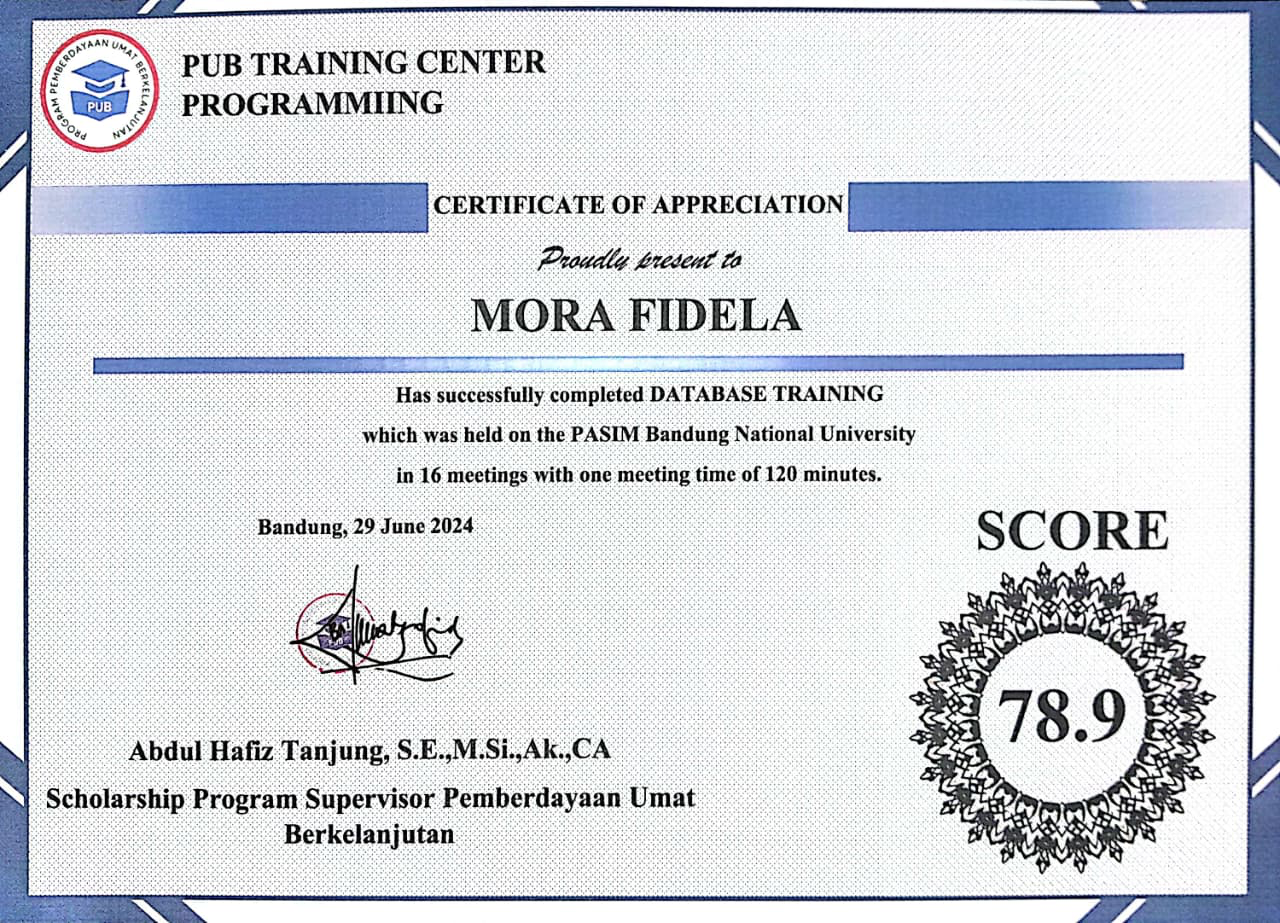 PROGRAM PEMBERDAYAAN UMAT BERKELANJUTAN
PUB
PUB TRAINING CENTER
PROGRAMMIING
CERTIFICATE OF APPRECIATION
Proudly present to
MORA FIDELA
Has successfully completed DATABASE TRAINING
which was held on the PASIM Bandung National University
in 16 meetings with one meeting time of 120 minutes.
Bandung, 29 June 2024
SCORE
78.9
Abdul Hafiz Tanjung, S.E.,M.Si.,Ak.,CA
Scholarship Program Supervisor Pemberdayaan Umat
Berkelanjutan